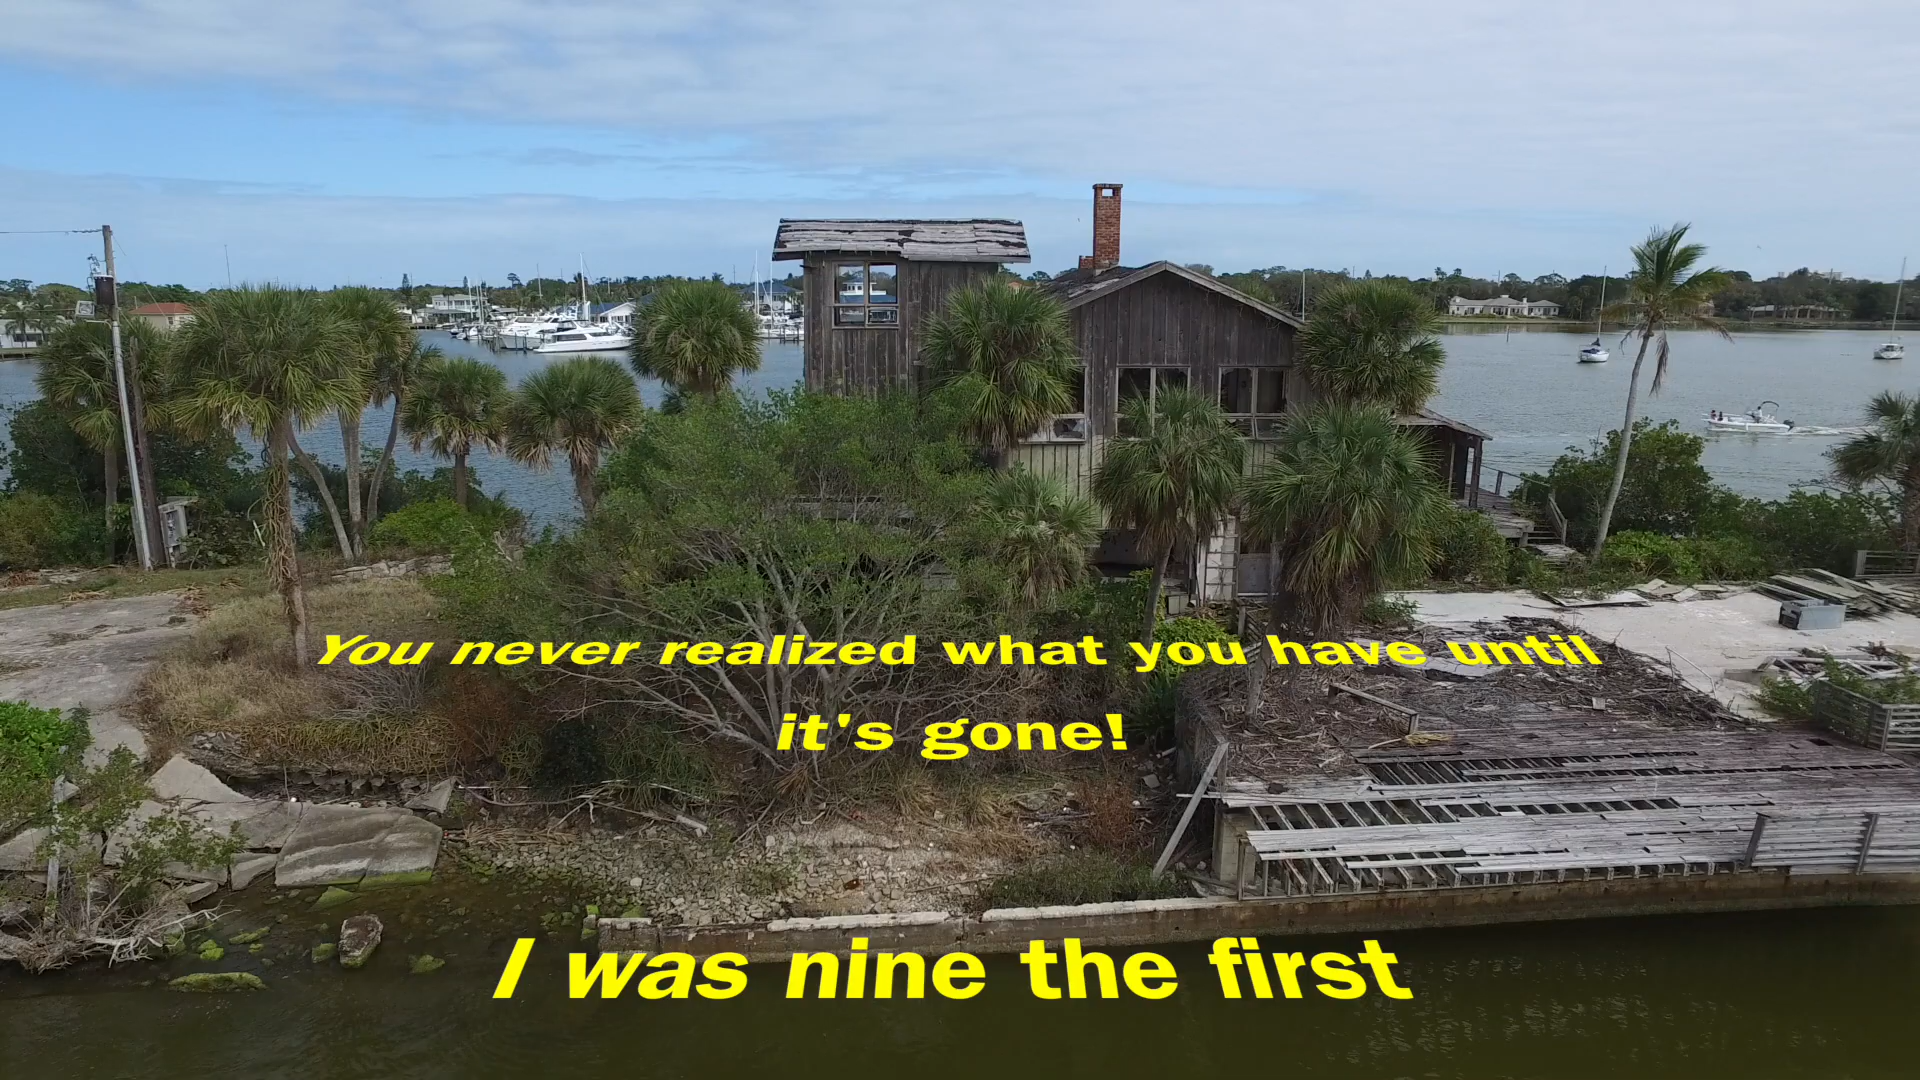 You never realized what you have until
it's gone!
I was nine the first